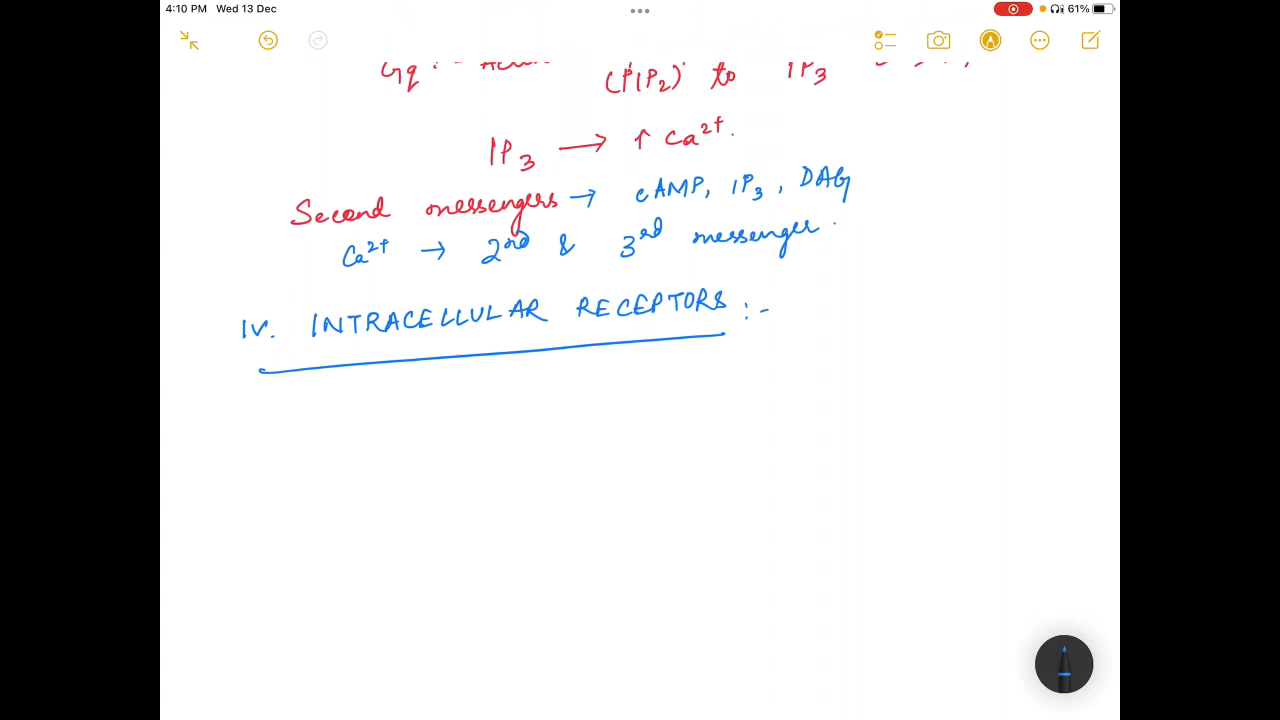 4:10 PM Wed 13 Dec
61%
Gq :-
(PIP₂) to IP₃
IP₃ → ↑ Ca²⁺.
Second messengers → cAMP, IP₃, DAG
Ca²⁺ → 2nd & 3rd messenger.
IV. INTRACELLULAR RECEPTORS :-